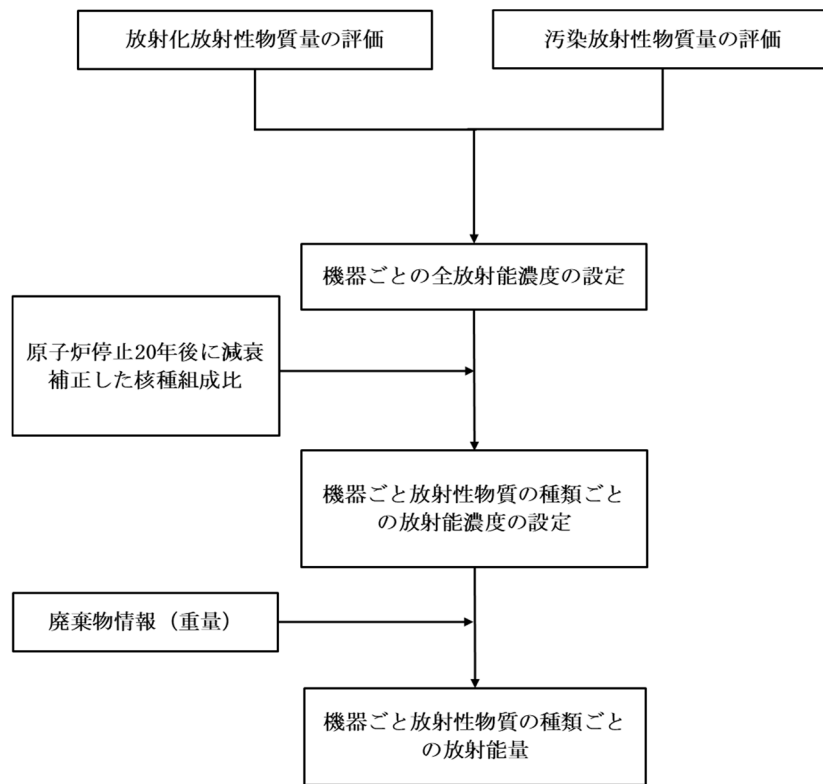 放射化放射性物質量の評価
汚染放射性物質量の評価
機器ごとの全放射能濃度の設定
原子炉停止20年後に減衰
補正した核種組成比
機器ごと放射性物質の種類ごと
の放射能濃度の設定
廃棄物情報（重量）
機器ごと放射性物質の種類ごと
の放射能量